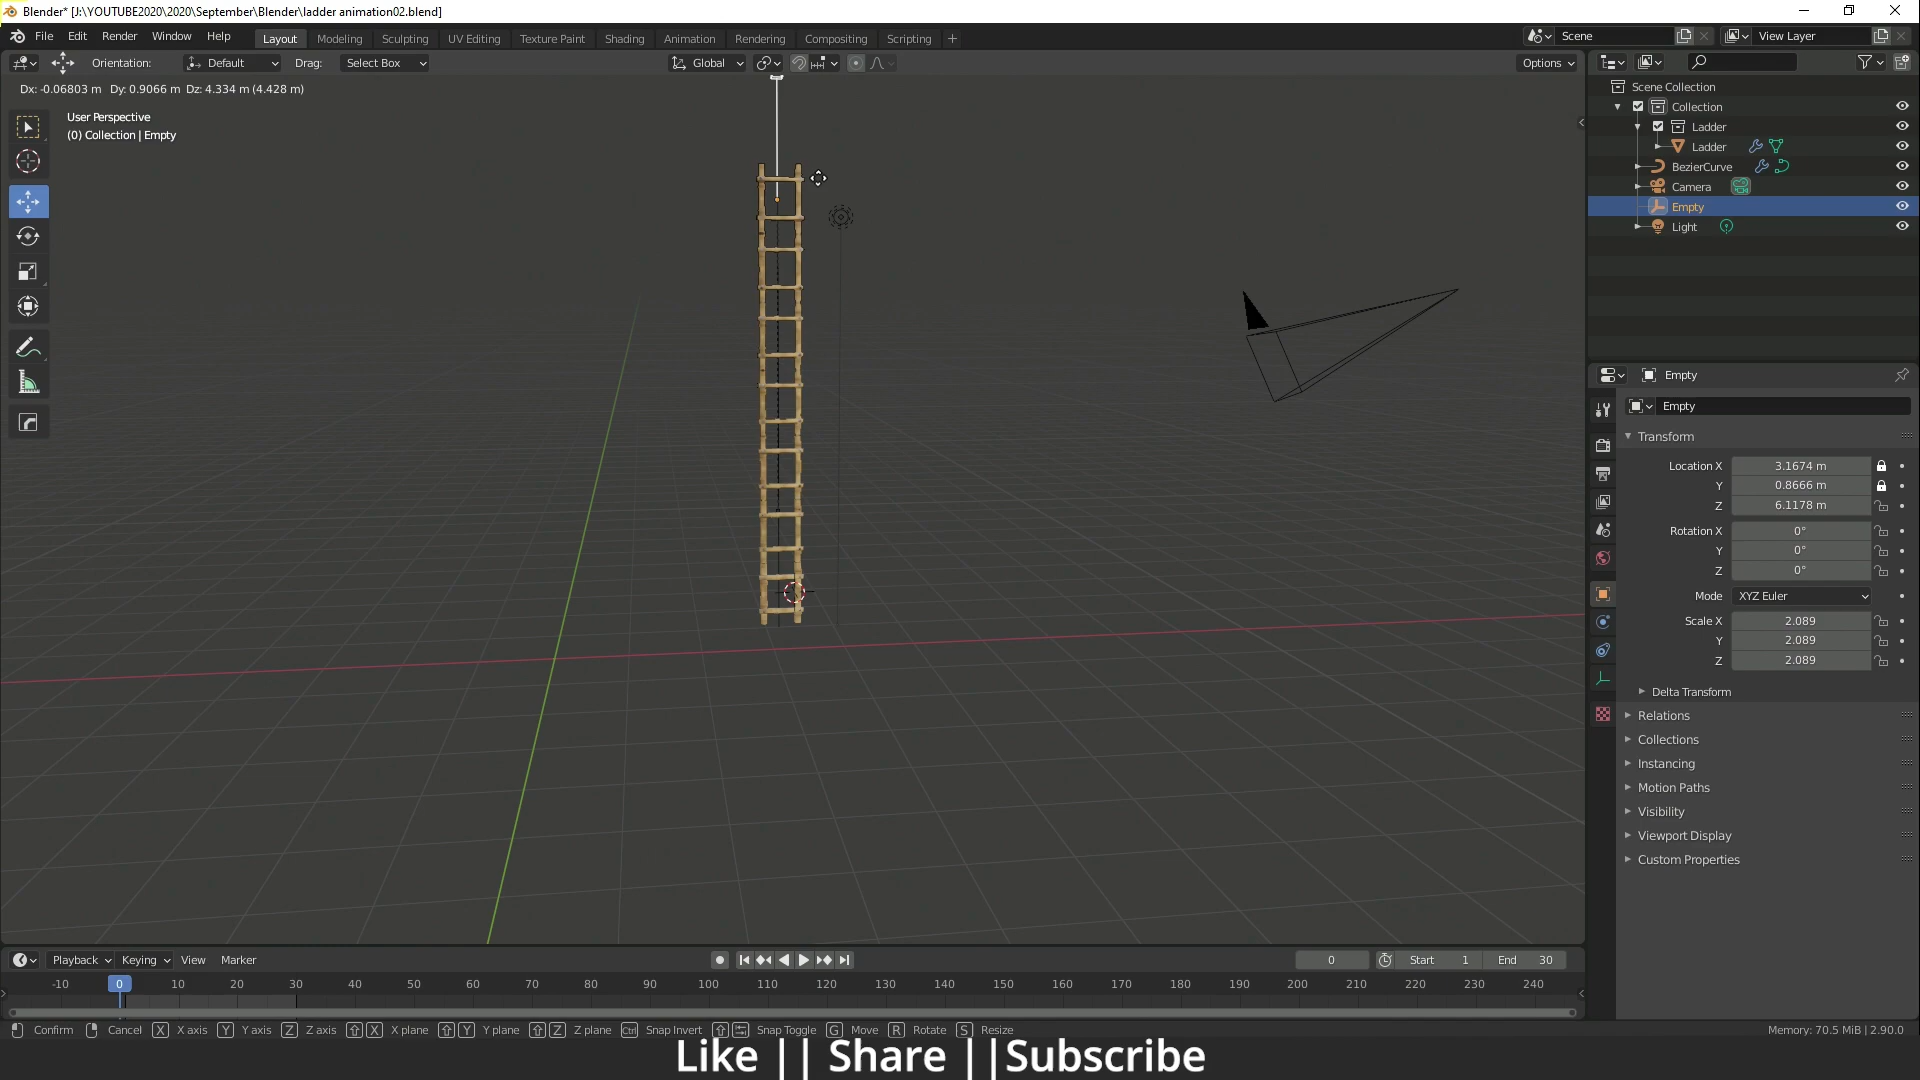 Blender* [J:\YOUTUBE2020\2020\September\Blender\ladder animation02.blend]
File Edit Render Window Help Layout Modeling Sculpting UV Editing Texture Paint Shading Animation Rendering Compositing Scripting + Scene View Layer
Orientation: Default Drag: Select Box Global Options
Dx: -0.06803 m Dy: 0.9066 m Dz: 4.334 m (4.428 m)
User Perspective
(0) Collection | Empty
Scene Collection
Collection
Ladder
Ladder
BezierCurve
Camera
Empty
Light
Empty
Empty
Transform
Location X 3.1674 m
Y 0.8666 m
Z 6.1178 m
Rotation X 0°
Y 0°
Z 0°
Mode XYZ Euler
Scale X 2.089
Y 2.089
Z 2.089
Delta Transform
Relations
Collections
Instancing
Motion Paths
Visibility
Viewport Display
Custom Properties
Playback Keying View Marker 0 Start 1 End 30
-10 0 10 20 30 40 50 60 70 80 90 100 110 120 130 140 150 160 170 180 190 200 210 220 230 240
Confirm Cancel X X axis Y Y axis Z Z axis X X plane Y Y plane Z Z plane Ctrl Snap Invert Snap Toggle G Move R Rotate S Resize Memory: 70.5 MiB | 2.90.0
Like || Share ||Subscribe